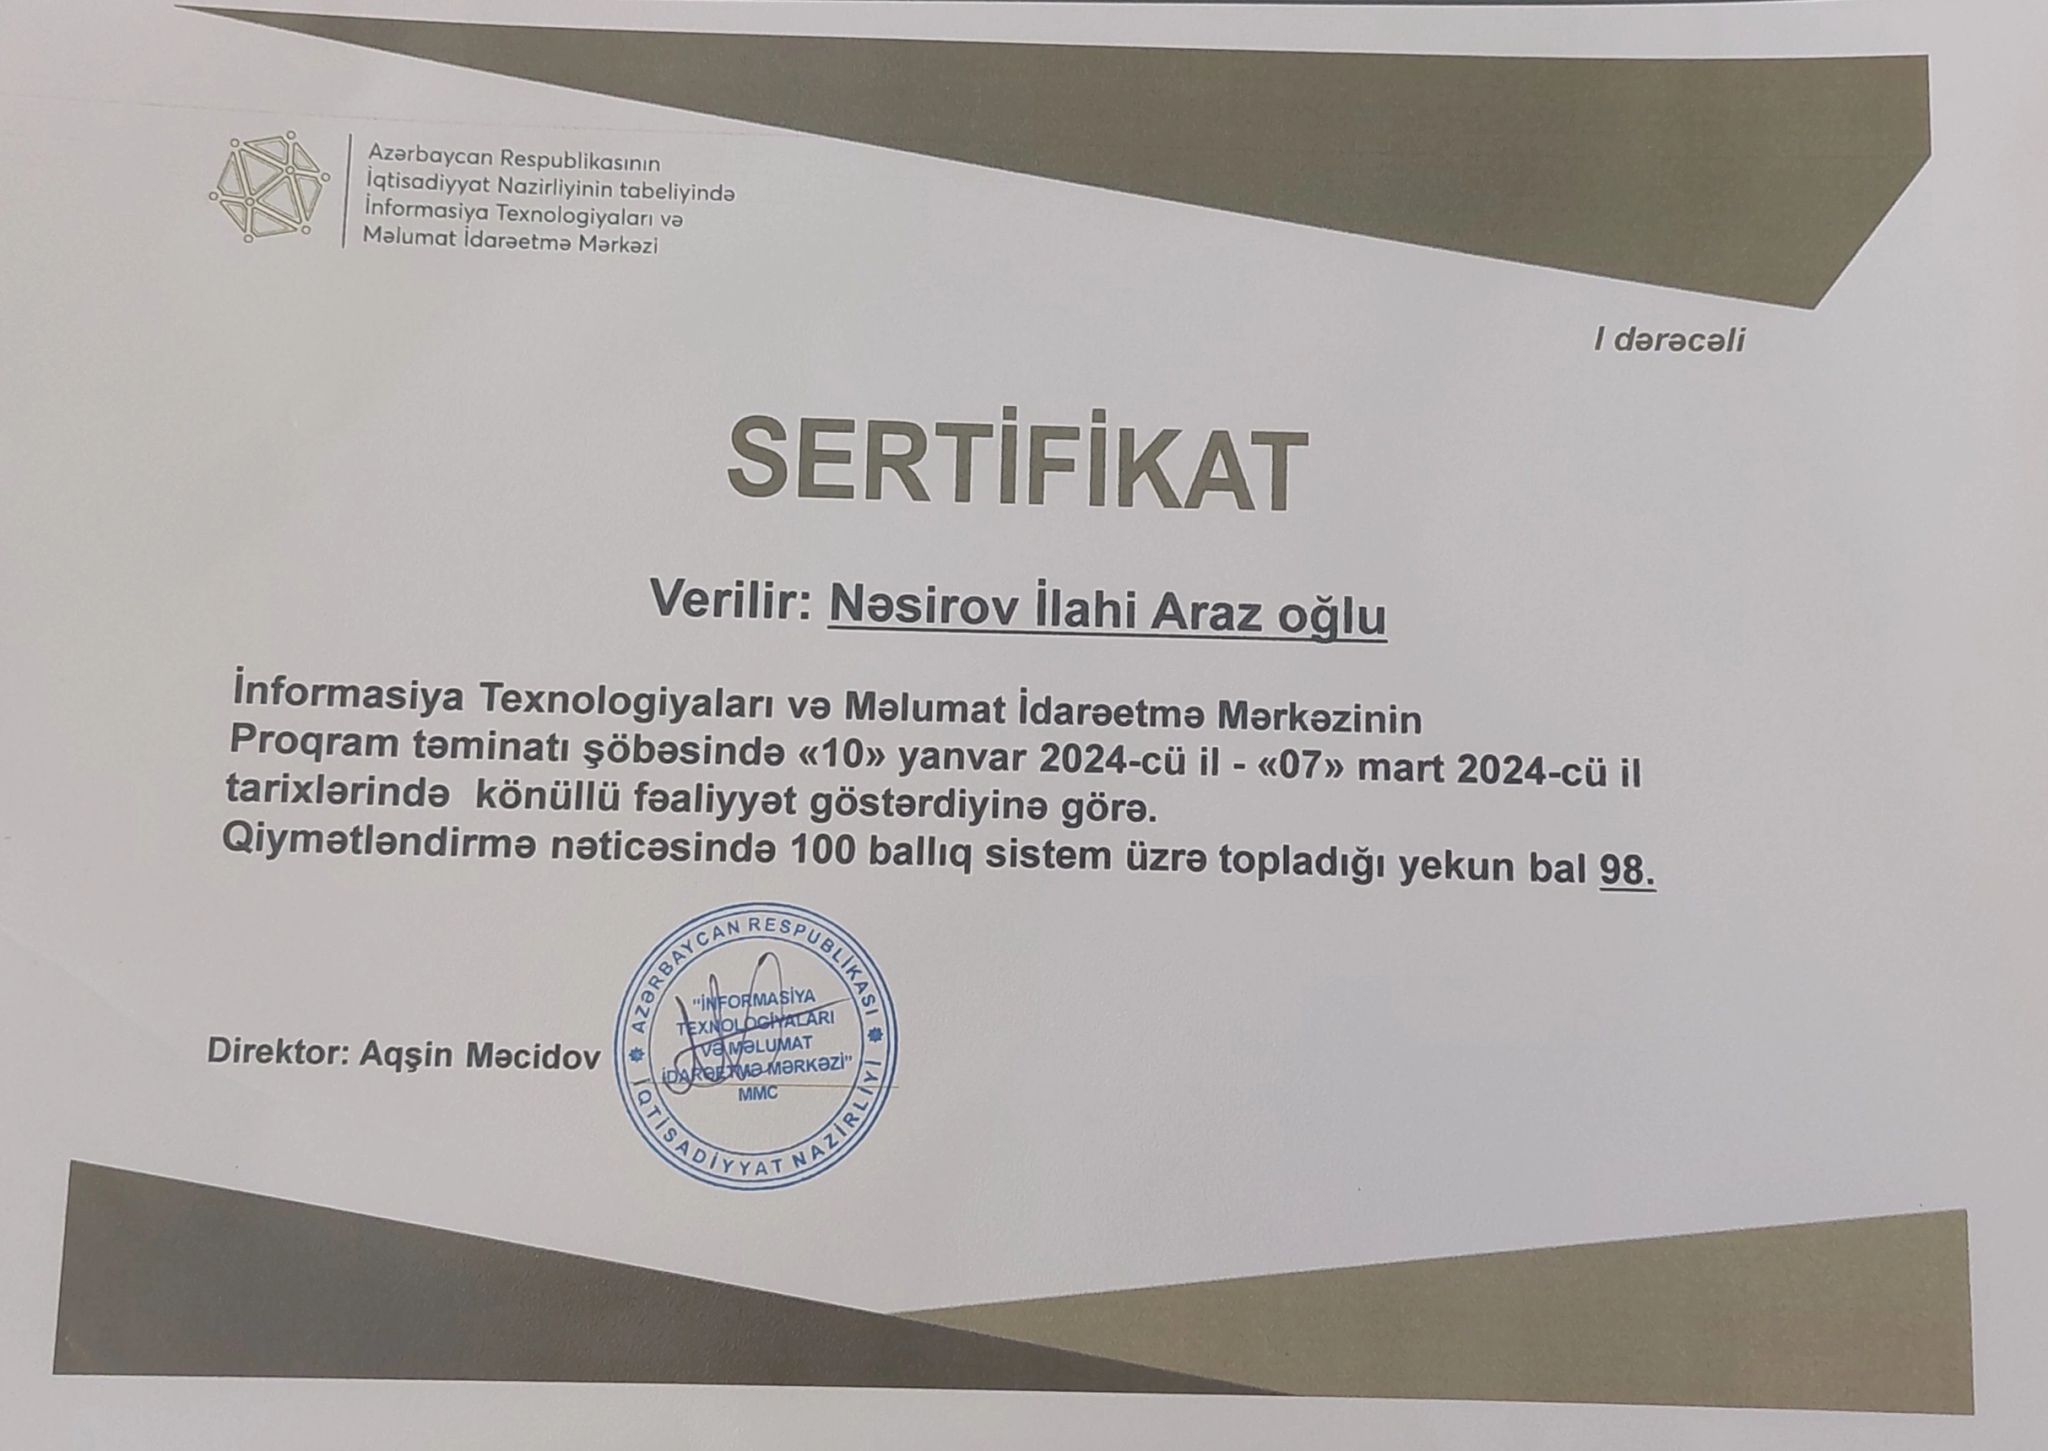 Azərbaycan Respublikasının
İqtisadiyyat Nazirliyinin tabeliyində
İnformasiya Texnologiyaları və
Məlumat İdarəetmə Mərkəzi
I dərəcəli
SERTİFİKAT
Verilir: Nəsirov İlahi Araz oğlu
İnformasiya Texnologiyaları və Məlumat İdarəetmə Mərkəzinin
Proqram təminatı şöbəsində «10» yanvar 2024-cü il - «07» mart 2024-cü il
tarixlərində könüllü fəaliyyət göstərdiyinə görə.
Qiymətləndirmə nəticəsində 100 ballıq sistem üzrə topladığı yekun bal 98.
Direktor: Aqşin Məcidov
AZƏRBAYCAN RESPUBLİKASI
İQTİSADİYYAT NAZİRLİYİ
"İNFORMASİYA
TEXNOLOGİYALARI
VƏ MƏLUMAT
İDARƏETMƏ MƏRKƏZİ"
MMC